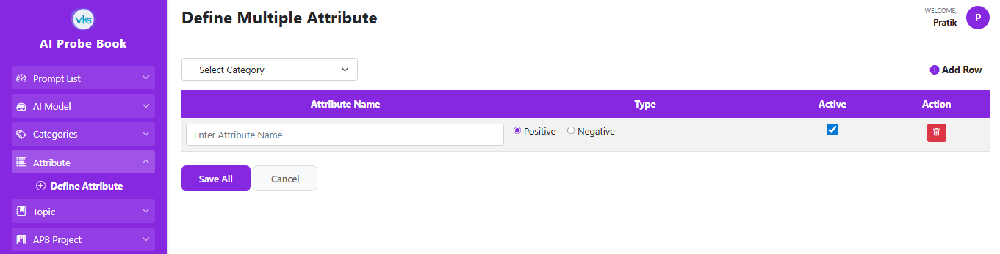 vks
AI Probe Book
Prompt List
AI Model
Categories
Attribute
Define Attribute
Topic
APB Project
Define Multiple Attribute
WELCOME,
Pratik
P
-- Select Category --
Add Row
Attribute Name Type Active Action
Enter Attribute Name Positive Negative
Save All Cancel